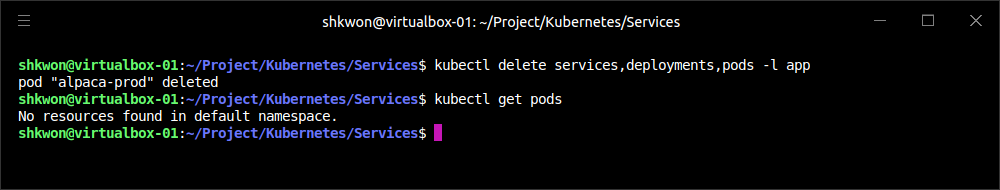 shkwon@virtualbox-01: ~/Project/Kubernetes/Services
shkwon@virtualbox-01:~/Project/Kubernetes/Services$ kubectl delete services,deployments,pods -l app
pod "alpaca-prod" deleted
shkwon@virtualbox-01:~/Project/Kubernetes/Services$ kubectl get pods
No resources found in default namespace.
shkwon@virtualbox-01:~/Project/Kubernetes/Services$